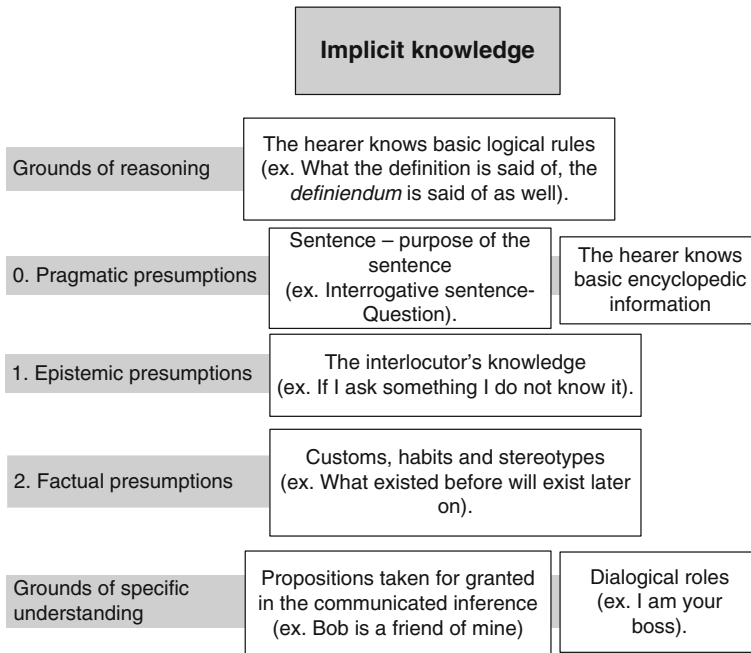 Implicit knowledge
Grounds of reasoning
The hearer knows basic logical rules
(ex. What the definition is said of, the
definiendum is said of as well).
0. Pragmatic presumptions
Sentence – purpose of the
sentence
(ex. Interrogative sentence-
Question).
The hearer knows
basic encyclopedic
information
1. Epistemic presumptions
The interlocutor’s knowledge
(ex. If I ask something I do not know it).
2. Factual presumptions
Customs, habits and stereotypes
(ex. What existed before will exist later
on).
Grounds of specific
understanding
Propositions taken for granted
in the communicated inference
(ex. Bob is a friend of mine)
Dialogical roles
(ex. I am your
boss).